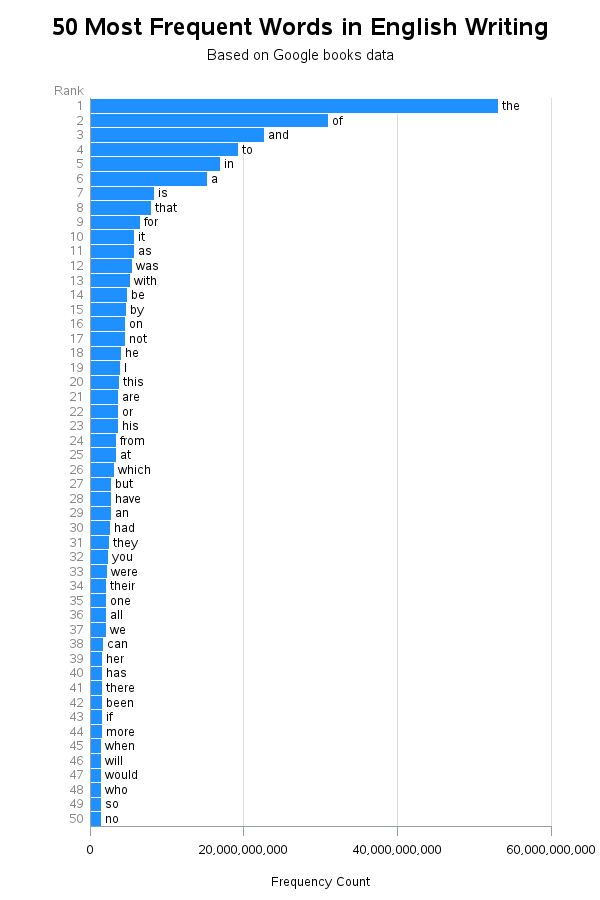 50 Most Frequent Words in English Writing
Based on Google books data
Rank
1 the
2 of
3 and
4 to
5 in
6 a
7 is
8 that
9 for
10 it
11 as
12 was
13 with
14 be
15 by
16 on
17 not
18 he
19 I
20 this
21 are
22 or
23 his
24 from
25 at
26 which
27 but
28 have
29 an
30 had
31 they
32 you
33 were
34 their
35 one
36 all
37 we
38 can
39 her
40 has
41 there
42 been
43 if
44 more
45 when
46 will
47 would
48 who
49 so
50 no
0 20,000,000,000 40,000,000,000 60,000,000,000
Frequency Count